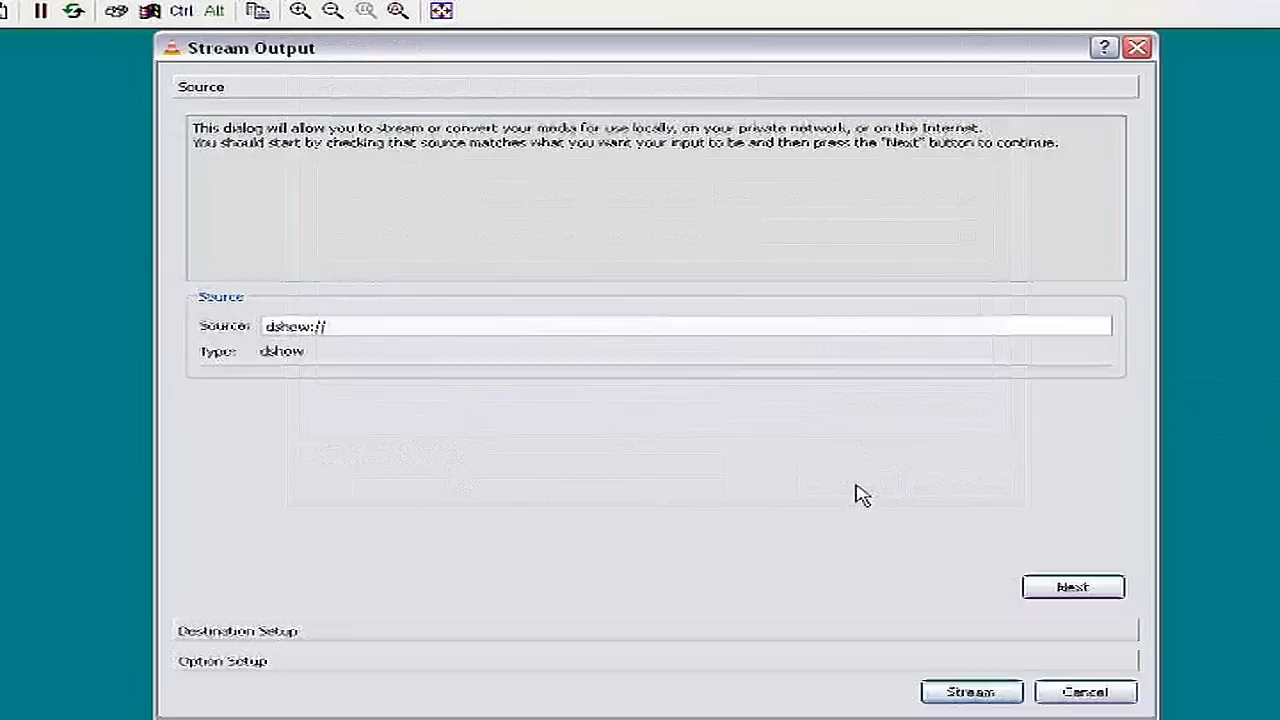 Ctrl Alt
Stream Output
?
Source
This dialog will allow you to stream or convert your media for use locally, on your private network, or on the Internet.
You should start by checking that source matches what you want your input to be and then press the "Next" button to continue.
Source
Source: dshow://
Type: dshow
Next
Destination Setup
Option Setup
Stream Cancel